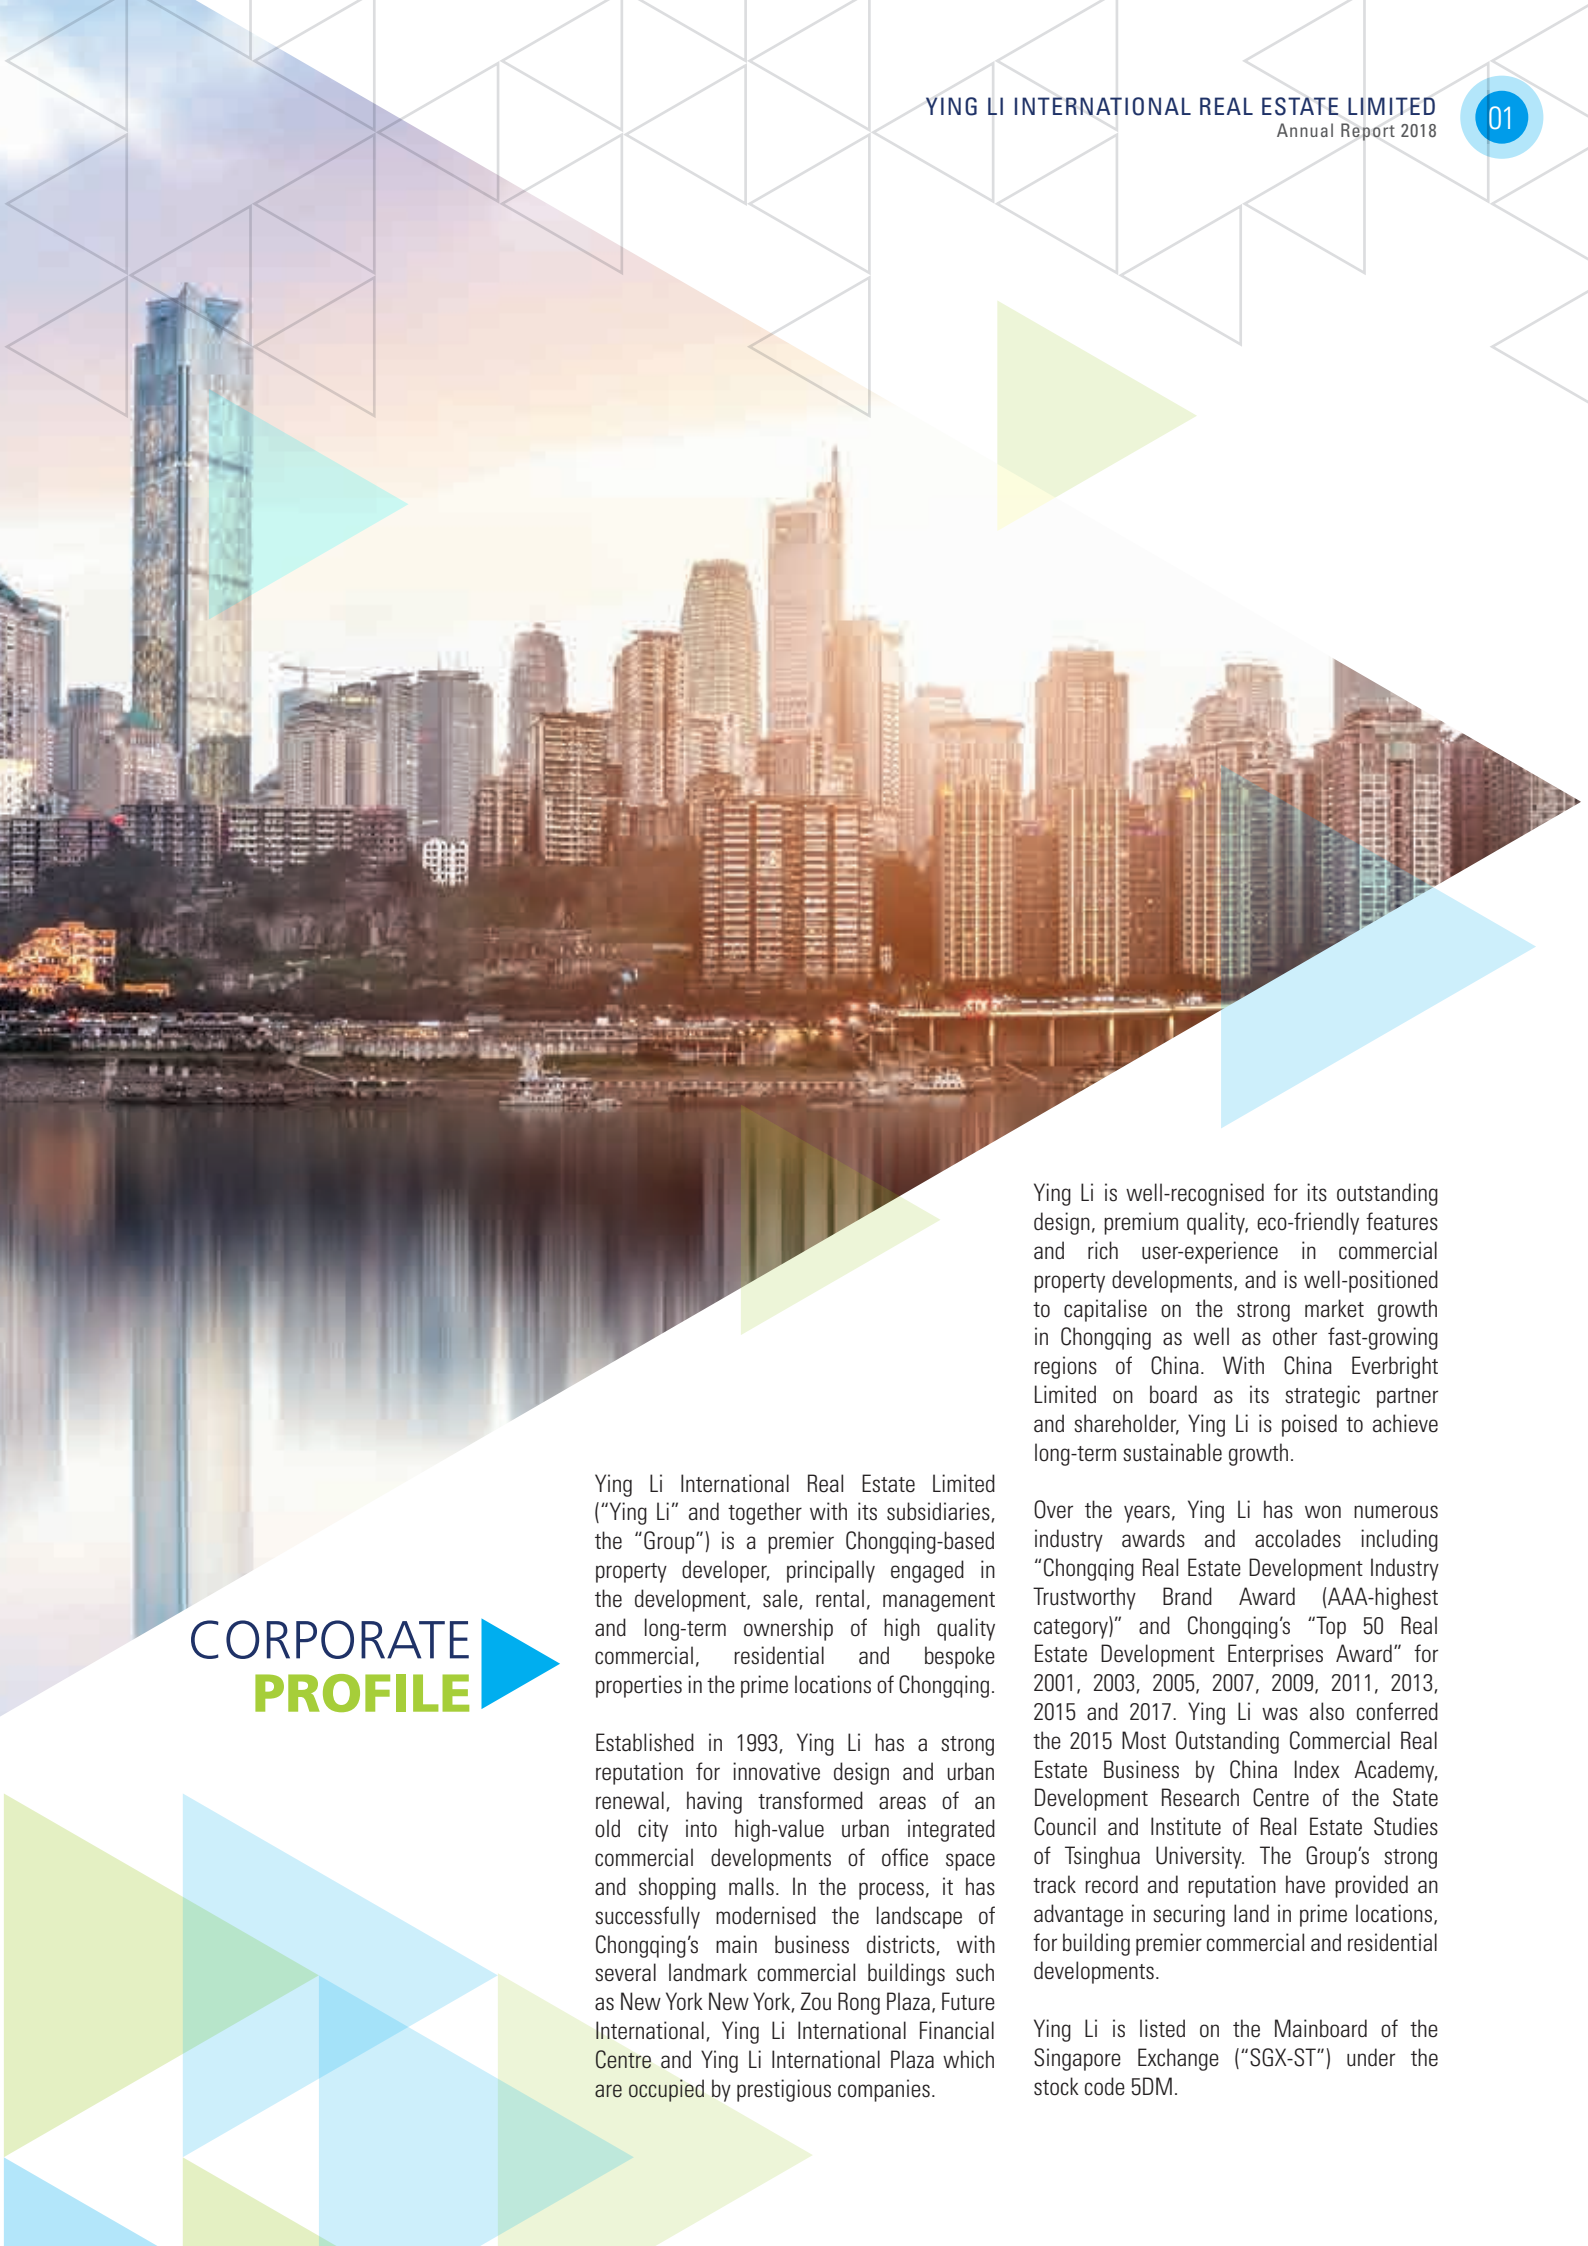 YING LI INTERNATIONAL REAL ESTATE LIMITED
Annual Report 2018
01
CORPORATE
PROFILE
Ying Li International Real Estate Limited
(“Ying Li” and together with its subsidiaries,
the “Group”) is a premier Chongqing-based
property developer, principally engaged in
the development, sale, rental, management
and long-term ownership of high quality
commercial, residential and bespoke
properties in the prime locations of Chongqing.
Established in 1993, Ying Li has a strong
reputation for innovative design and urban
renewal, having transformed areas of an
old city into high-value urban integrated
commercial developments of office space
and shopping malls. In the process, it has
successfully modernised the landscape of
Chongqing’s main business districts, with
several landmark commercial buildings such
as New York New York, Zou Rong Plaza, Future
International, Ying Li International Financial
Centre and Ying Li International Plaza which
are occupied by prestigious companies.
Ying Li is well-recognised for its outstanding
design, premium quality, eco-friendly features
and rich user-experience in commercial
property developments, and is well-positioned
to capitalise on the strong market growth
in Chongqing as well as other fast-growing
regions of China. With China Everbright
Limited on board as its strategic partner
and shareholder, Ying Li is poised to achieve
long-term sustainable growth.
Over the years, Ying Li has won numerous
industry awards and accolades including
“Chongqing Real Estate Development Industry
Trustworthy Brand Award (AAA-highest
category)” and Chongqing’s “Top 50 Real
Estate Development Enterprises Award” for
2001, 2003, 2005, 2007, 2009, 2011, 2013,
2015 and 2017. Ying Li was also conferred
the 2015 Most Outstanding Commercial Real
Estate Business by China Index Academy,
Development Research Centre of the State
Council and Institute of Real Estate Studies
of Tsinghua University. The Group’s strong
track record and reputation have provided an
advantage in securing land in prime locations,
for building premier commercial and residential
developments.
Ying Li is listed on the Mainboard of the
Singapore Exchange (“SGX-ST”) under the
stock code 5DM.